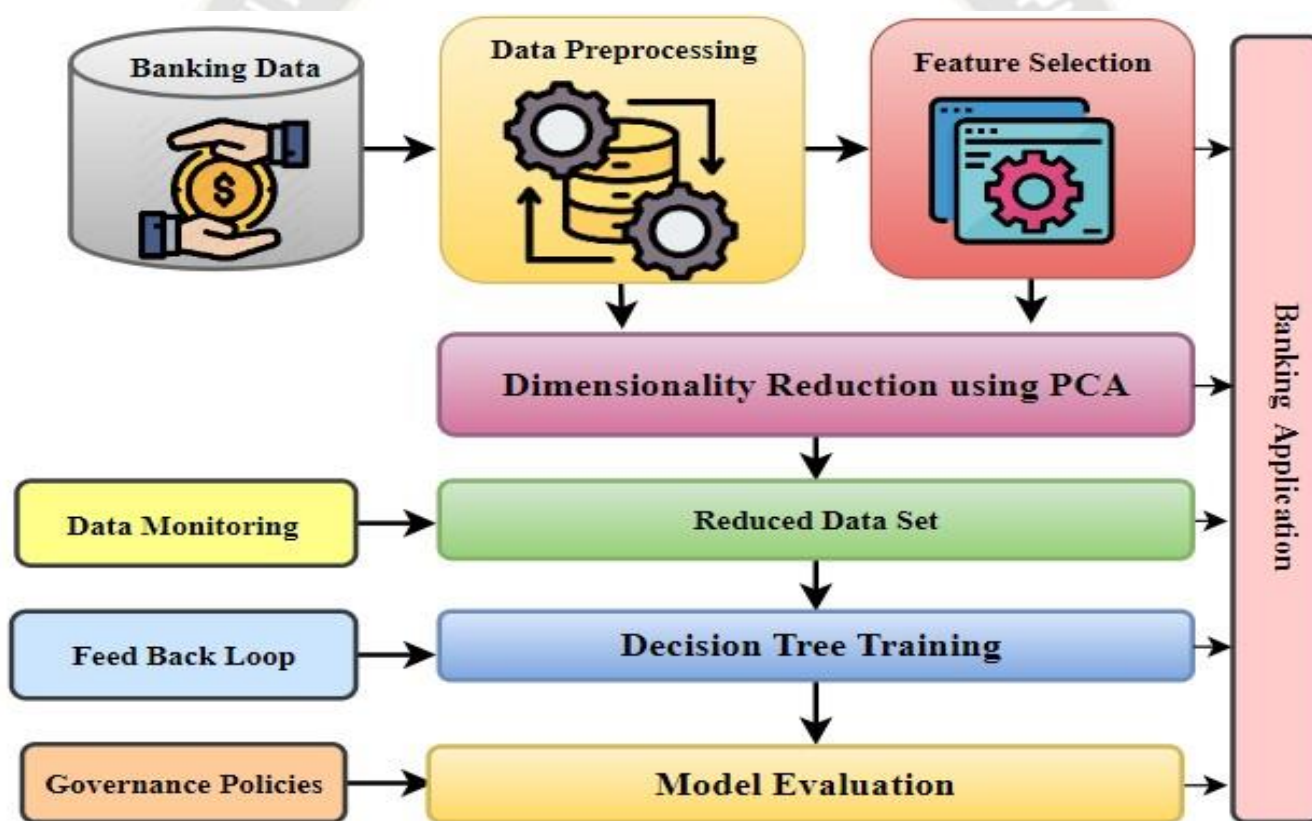 Banking Data
Data Preprocessing
Feature Selection
$
Dimensionality Reduction using PCA
Data Monitoring
Reduced Data Set
Feed Back Loop
Decision Tree Training
Governance Policies
Model Evaluation
Banking Application